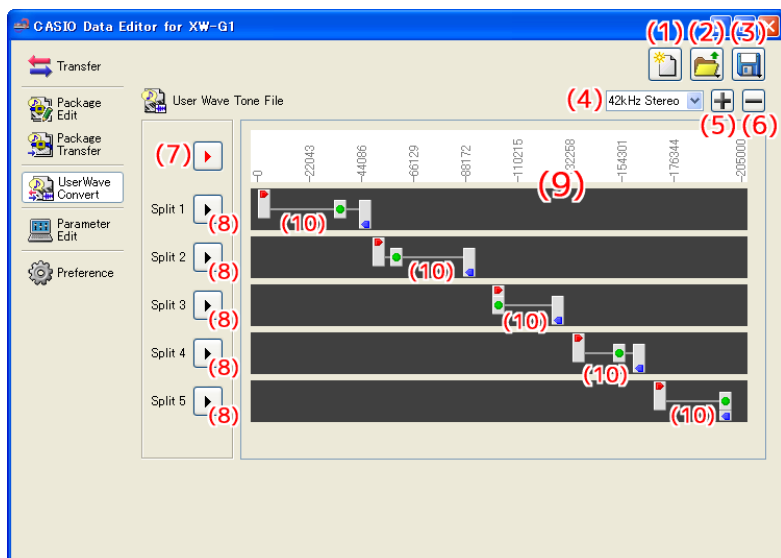 CASIO Data Editor for XW-G1
(1) (2) (3)
Transfer
Package
Edit
Package
Transfer
UserWave
Convert
Parameter
Edit
Preference
User Wave Tone File
(4) 42kHz Stereo
(5) (6)
(7)
-0
-22043
-44086
-66129
-88172
-110215
-132258
-154301
-176344
-205000
(9)
Split 1 (8) (10)
Split 2 (8) (10)
Split 3 (8) (10)
Split 4 (8) (10)
Split 5 (8) (10)